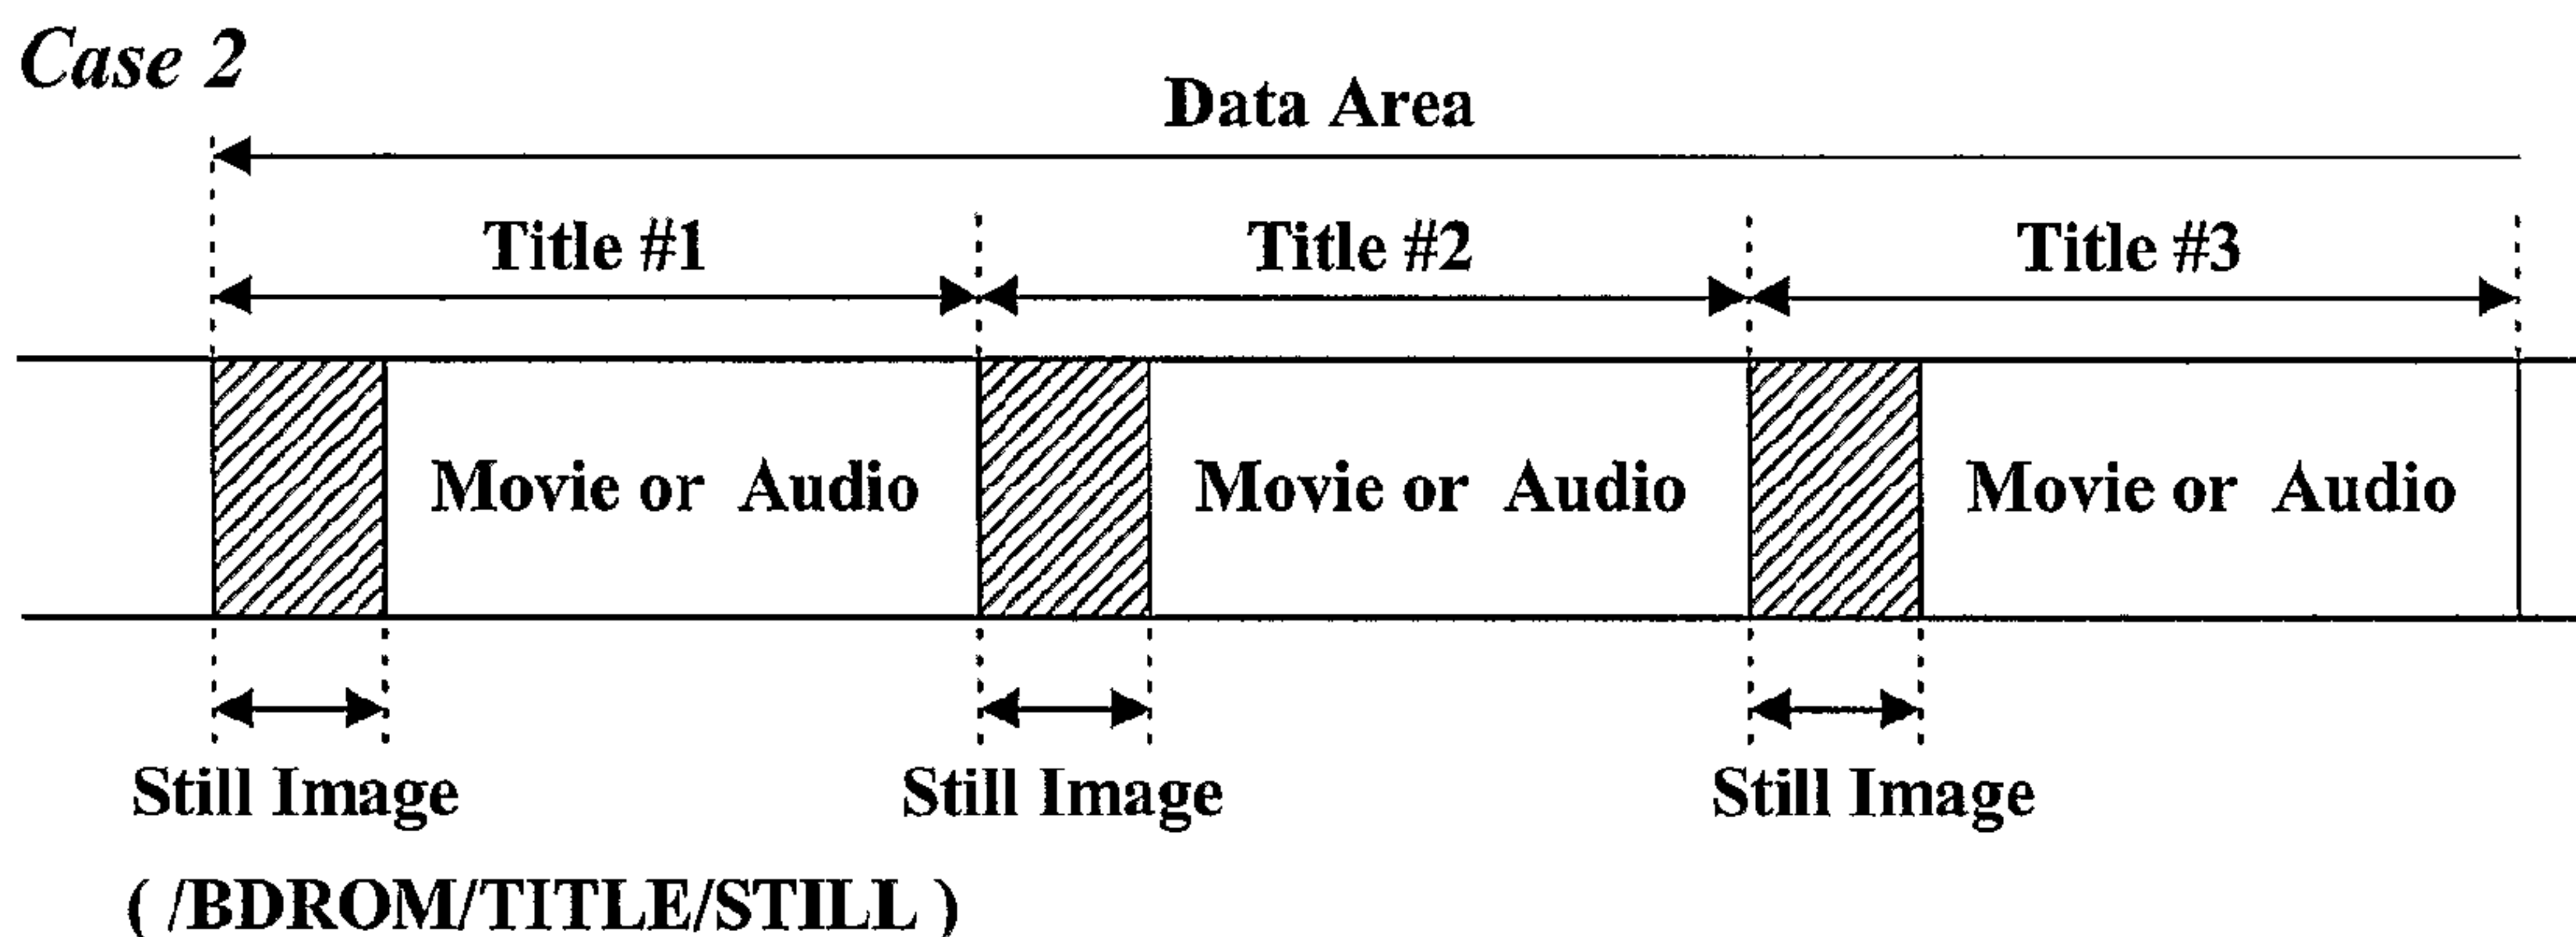 Case 2
Data Area
Title #1 Title #2 Title #3
Movie or Audio Movie or Audio Movie or Audio
Still Image Still Image Still Image
( /BDROM/TITLE/STILL )